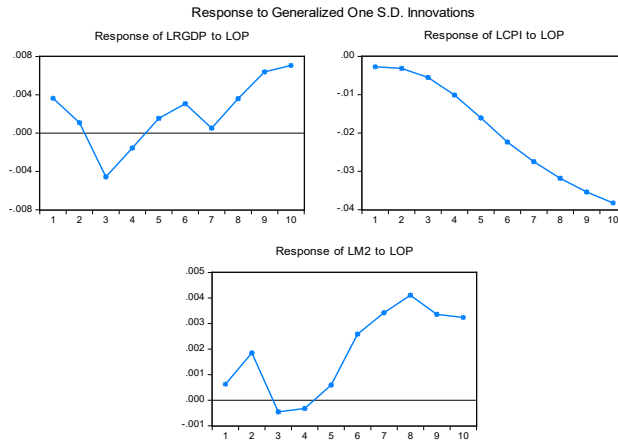 Response to Generalized One S.D. Innovations
Response of LRGDP to LOP
.008
.004
.000
-.004
-.008
1 2 3 4 5 6 7 8 9 10
Response of LCPI to LOP
.00
-.01
-.02
-.03
-.04
1 2 3 4 5 6 7 8 9 10
Response of LM2 to LOP
.005
.004
.003
.002
.001
.000
-.001
1 2 3 4 5 6 7 8 9 10